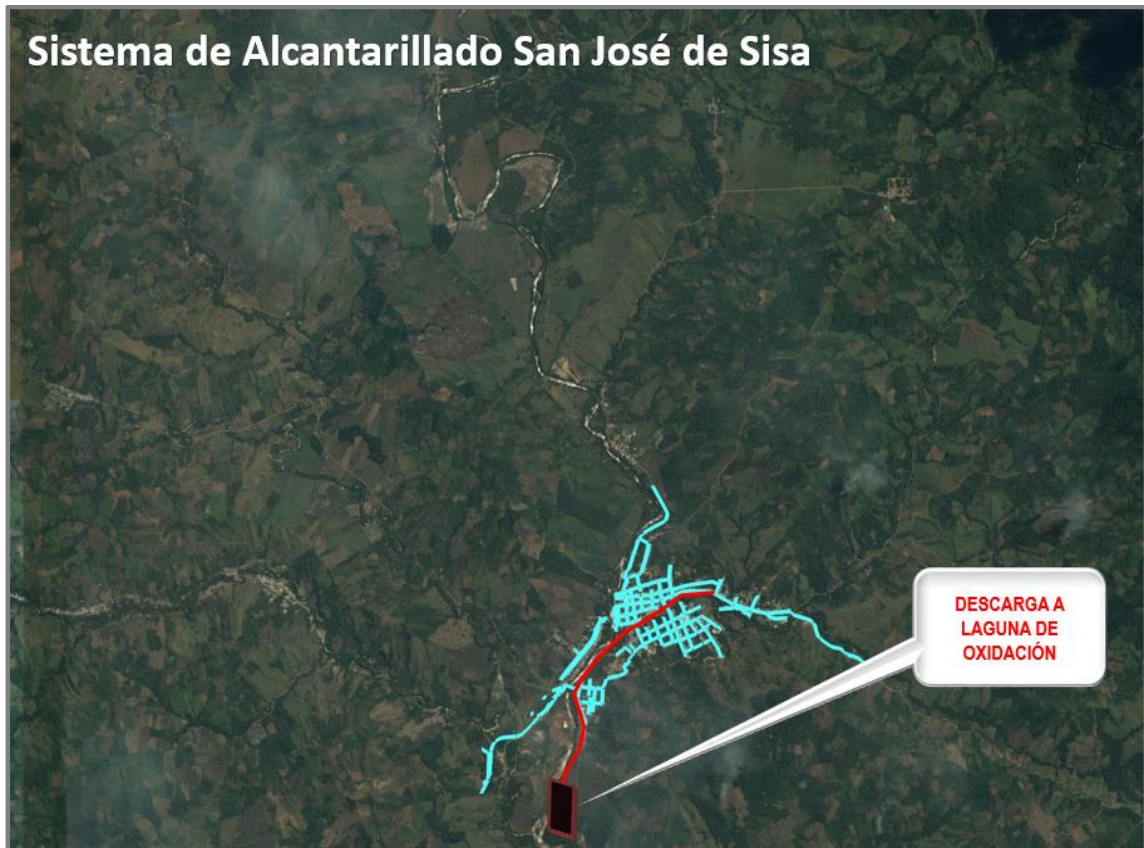 Sistema de Alcantarillado San José de Sisa
DESCARGA A
LAGUNA DE
OXIDACIÓN